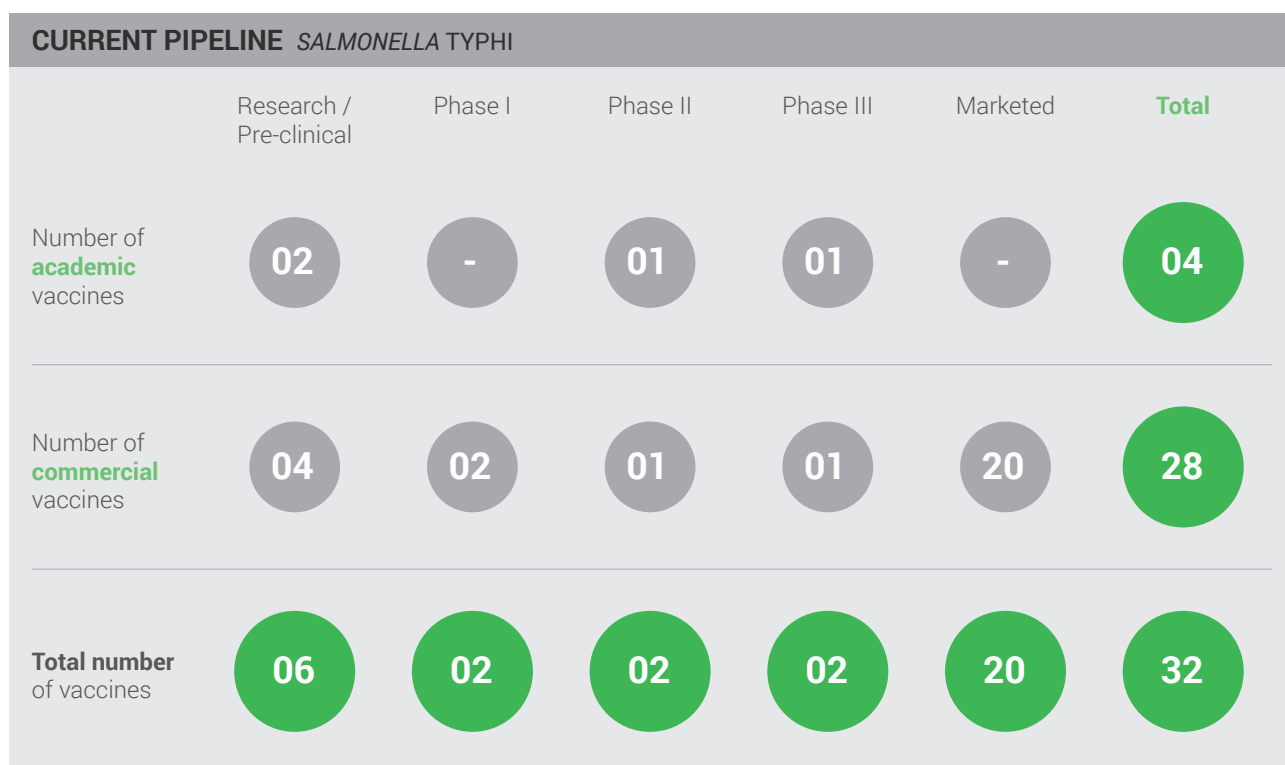 CURRENT PIPELINE SALMONELLA TYPHI
Research /
Pre-clinical
Phase I
Phase II
Phase III
Marketed
Total
Number of
academic
vaccines
02
-
01
01
-
04
Number of
commercial
vaccines
04
02
01
01
20
28
Total number
of vaccines
06
02
02
02
20
32